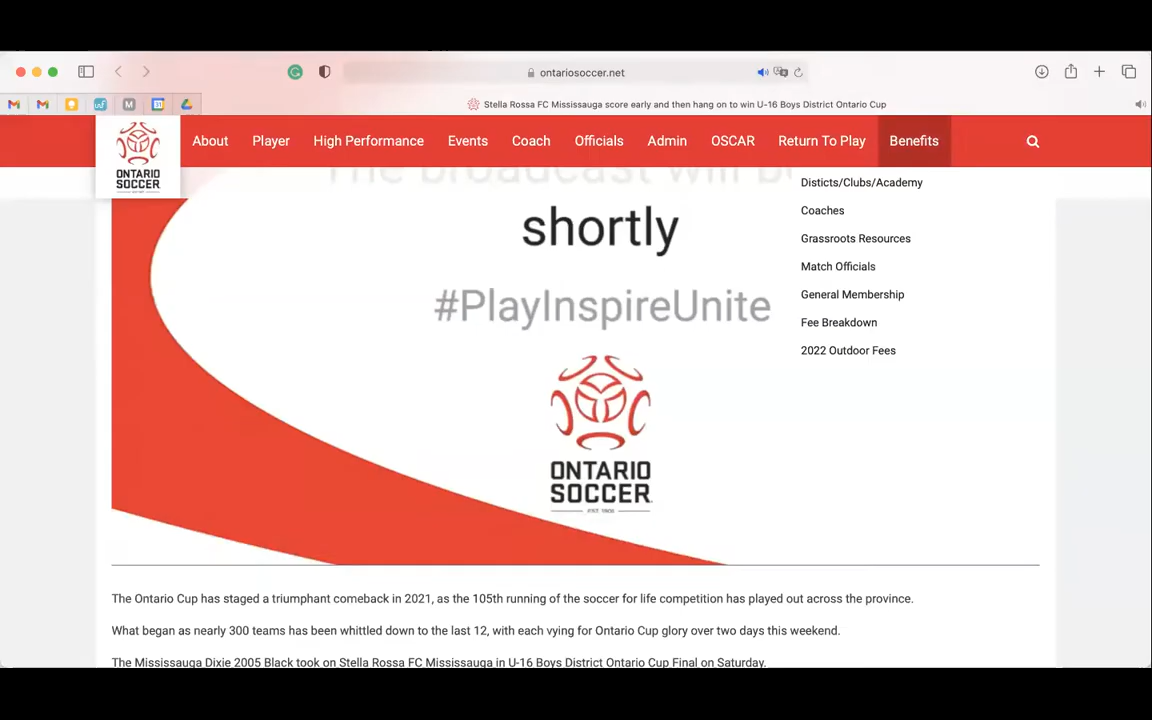 ontariosoccer.net
Stella Rossa FC Mississauga score early and then hang on to win U-16 Boys District Ontario Cup
ONTARIO
SOCCER
About
Player
High Performance
Events
Coach
Officials
Admin
OSCAR
Return To Play
Benefits
Disticts/Clubs/Academy
Coaches
Grassroots Resources
Match Officials
General Membership
Fee Breakdown
2022 Outdoor Fees
The broadcast will b
shortly
#PlayInspireUnite
ONTARIO
SOCCER
EST. 1901
The Ontario Cup has staged a triumphant comeback in 2021, as the 105th running of the soccer for life competition has played out across the province.
What began as nearly 300 teams has been whittled down to the last 12, with each vying for Ontario Cup glory over two days this weekend.
The Mississauga Dixie 2005 Black took on Stella Rossa FC Mississauga in U-16 Boys District Ontario Cup Final on Saturday.